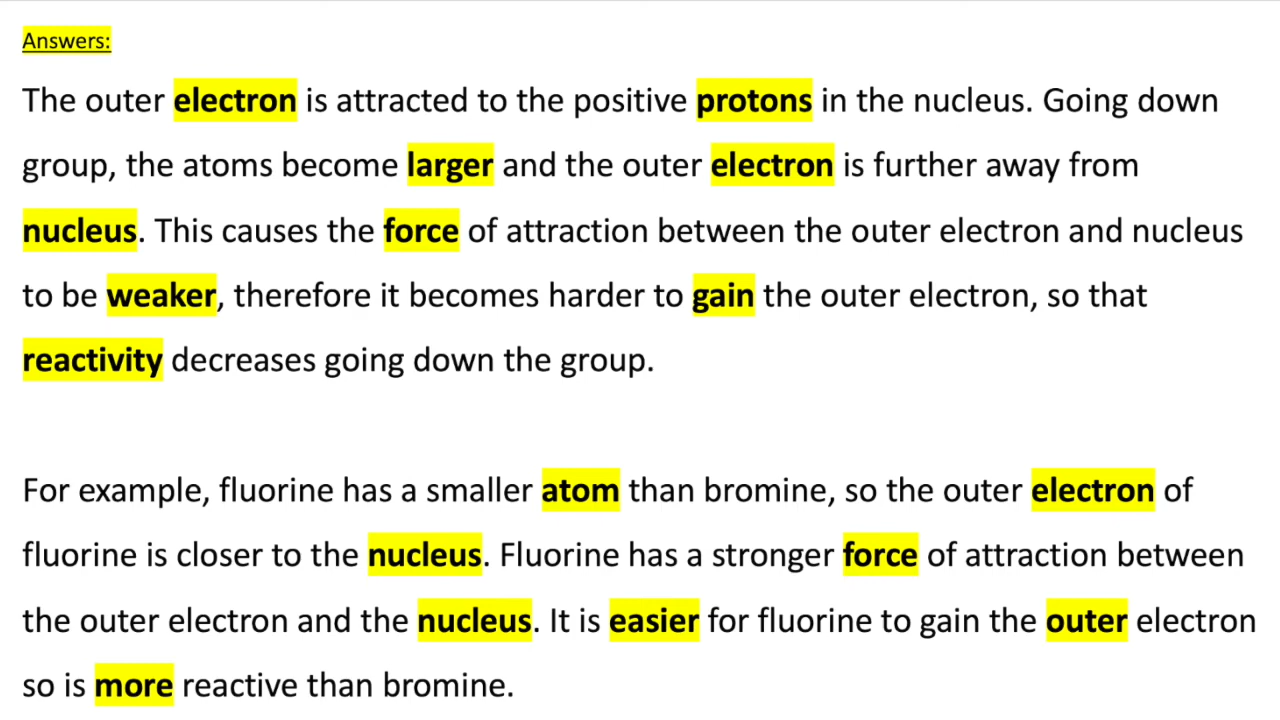 Answers:
The outer electron is attracted to the positive protons in the nucleus. Going down
group, the atoms become larger and the outer electron is further away from
nucleus. This causes the force of attraction between the outer electron and nucleus
to be weaker, therefore it becomes harder to gain the outer electron, so that
reactivity decreases going down the group.
For example, fluorine has a smaller atom than bromine, so the outer electron of
fluorine is closer to the nucleus. Fluorine has a stronger force of attraction between
the outer electron and the nucleus. It is easier for fluorine to gain the outer electron
so is more reactive than bromine.